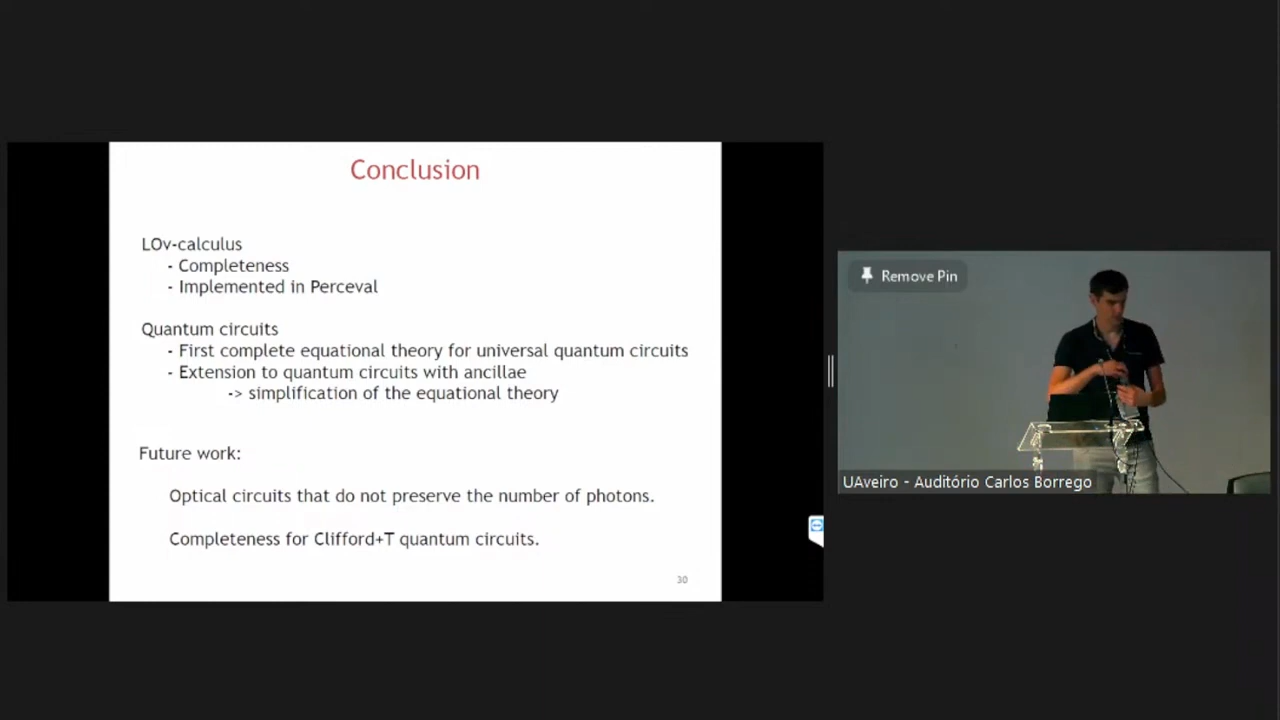 Conclusion
LOv-calculus
- Completeness
- Implemented in Perceval
Quantum circuits
- First complete equational theory for universal quantum circuits
- Extension to quantum circuits with ancillae
-> simplification of the equational theory
Future work:
Optical circuits that do not preserve the number of photons.
Completeness for Clifford+T quantum circuits.
30
Remove Pin
UAveiro - Auditório Carlos Borrego